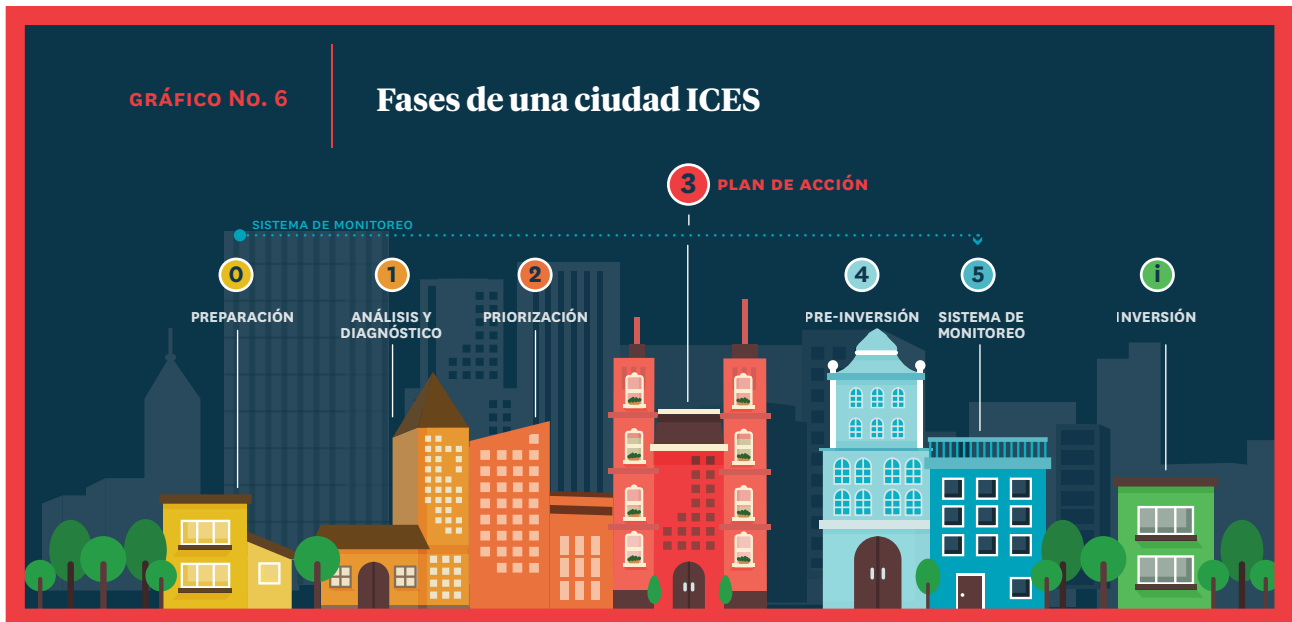 GRÁFICO No. 6
Fases de una ciudad ICES
3 PLAN DE ACCIÓN
SISTEMA DE MONITOREO
0
PREPARACIÓN
1
ANÁLISIS Y
DIAGNÓSTICO
2
PRIORIZACIÓN
4
PRE-INVERSIÓN
5
SISTEMA DE
MONITOREO
i
INVERSIÓN